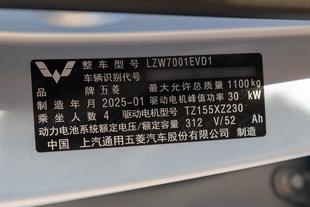 整车型号 LZW7001EVD1
车辆识别代号
品牌 五菱 最大允许总质量 1100kg
制造年月 2025-01 驱动电机峰值功率 30 kW
乘坐人数 4 驱动电机型号 TZ155XZ230
动力电池系统额定电压/额定容量 312 V/52 Ah
中国 上汽通用五菱汽车股份有限公司 制造